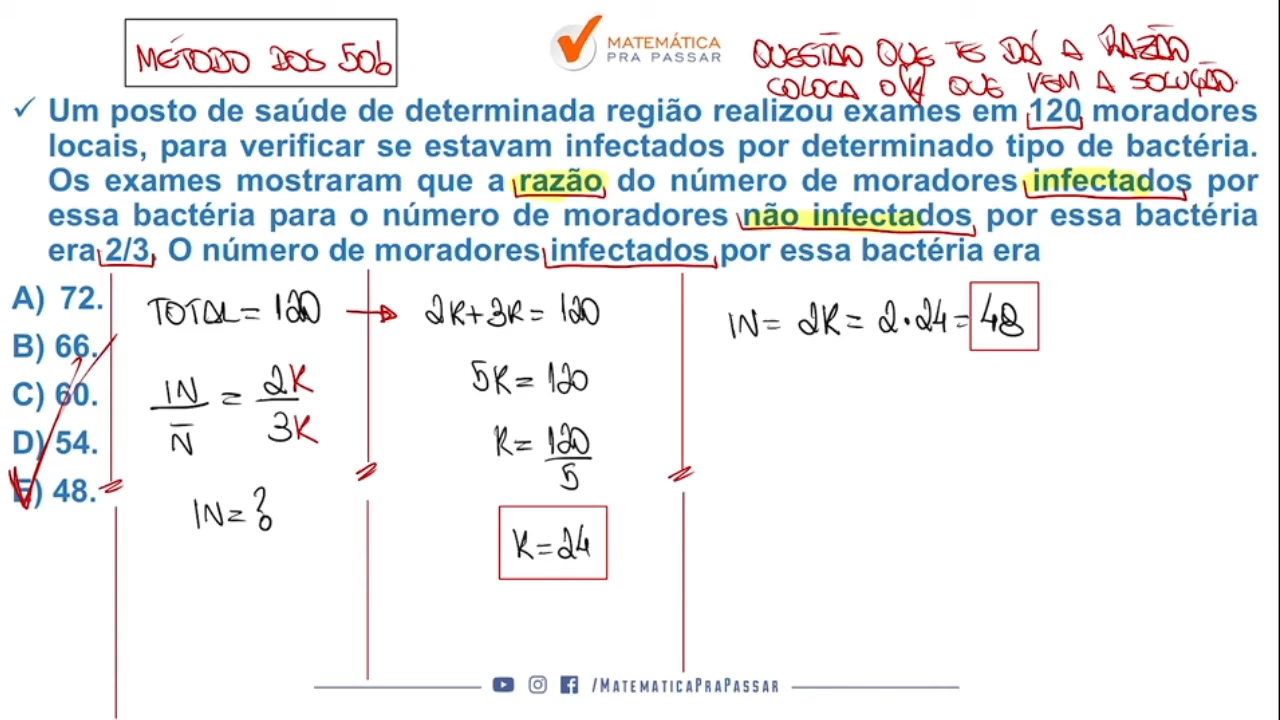 MÉTODO DOS 50%
MATEMÁTICA
PRA PASSAR
QUESTÃO QUE TE DÁ A RAZÃO
COLOCA O K QUE VEM A SOLUÇÃO.
✓ Um posto de saúde de determinada região realizou exames em 120 moradores
locais, para verificar se estavam infectados por determinado tipo de bactéria.
Os exames mostraram que a razão do número de moradores infectados por
essa bactéria para o número de moradores não infectados por essa bactéria
era 2/3. O número de moradores infectados por essa bactéria era
A) 72.
B) 66.
C) 60.
D) 54.
E) 48.
TOTAL = 120
IN / N̅ = 2K / 3K
IN = ?
2K + 3K = 120
5K = 120
K = 120 / 5
K = 24
IN = 2K = 2 • 24 = 48
/MATEMATICAPRAPASSAR